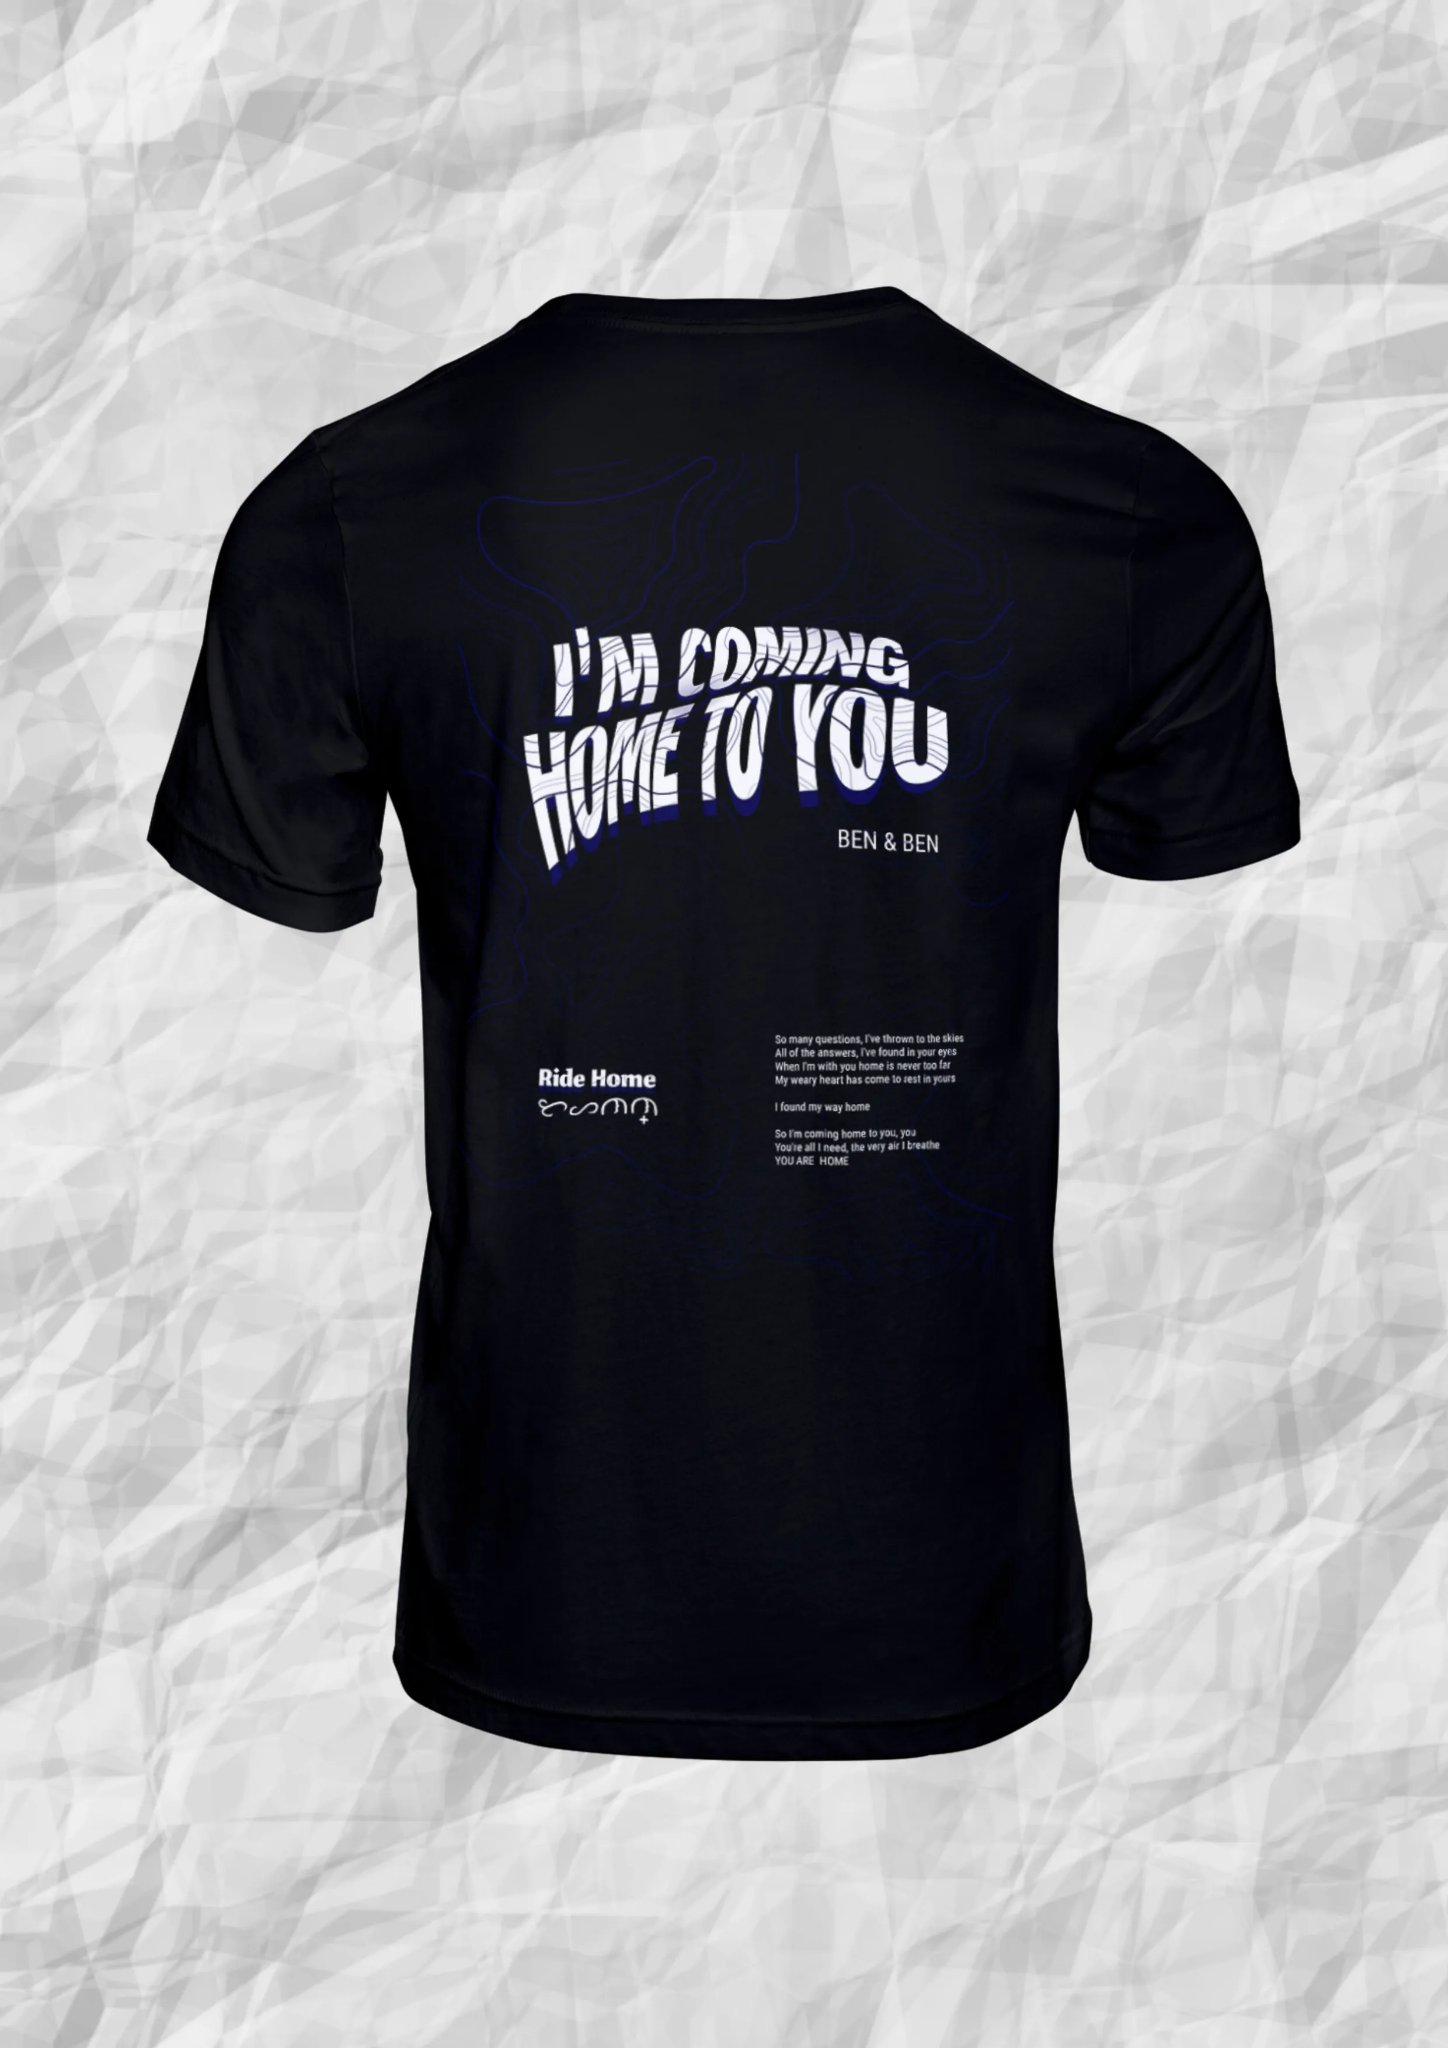 I'M COMING
HOME TO YOU
BEN & BEN
Ride Home
ᜆᜑᜈᜈ᜔
So many questions, I've thrown to the skies
All of the answers, I've found in your eyes
When I'm with you home is never too far
My weary heart has come to rest in yours
I found my way home
So I'm coming home to you, you
You're all I need, the very air I breathe
YOU ARE HOME